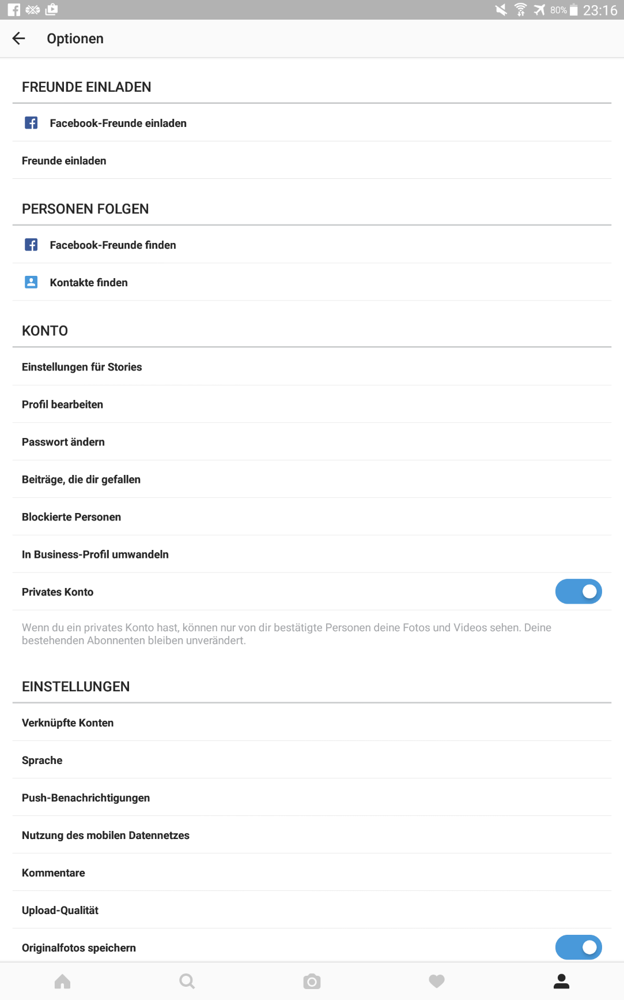 80% 23:16
Optionen
FREUNDE EINLADEN
Facebook-Freunde einladen
Freunde einladen
PERSONEN FOLGEN
Facebook-Freunde finden
Kontakte finden
KONTO
Einstellungen für Stories
Profil bearbeiten
Passwort ändern
Beiträge, die dir gefallen
Blockierte Personen
In Business-Profil umwandeln
Privates Konto
Wenn du ein privates Konto hast, können nur von dir bestätigte Personen deine Fotos und Videos sehen. Deine
bestehenden Abonnenten bleiben unverändert.
EINSTELLUNGEN
Verknüpfte Konten
Sprache
Push-Benachrichtigungen
Nutzung des mobilen Datennetzes
Kommentare
Upload-Qualität
Originalfotos speichern